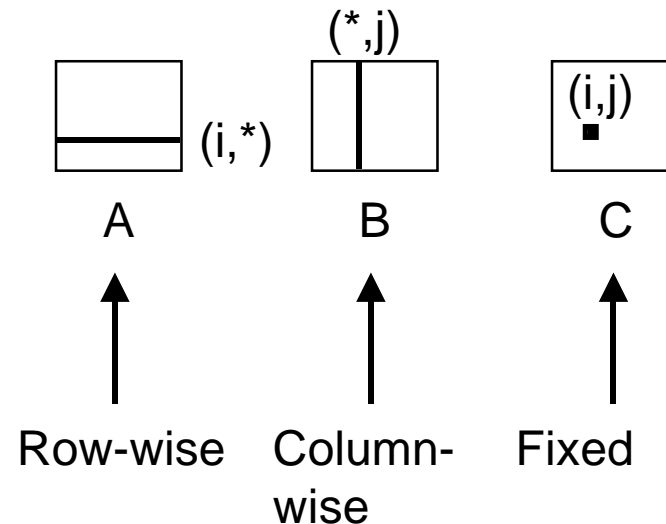 (*,j)
(i,*)
(i,j)
A B C
Row-wise Column-
wise Fixed